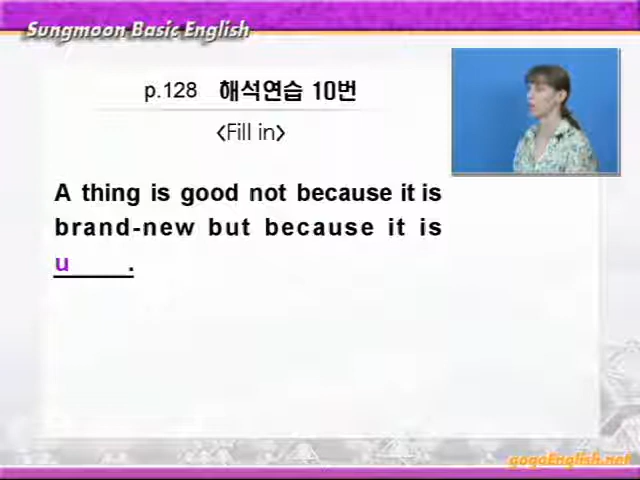 Sungmoon Basic English
p.128 해석연습 10번
<Fill in>
A thing is good not because it is
brand-new but because it is
u_____.
gogoEnglish.net